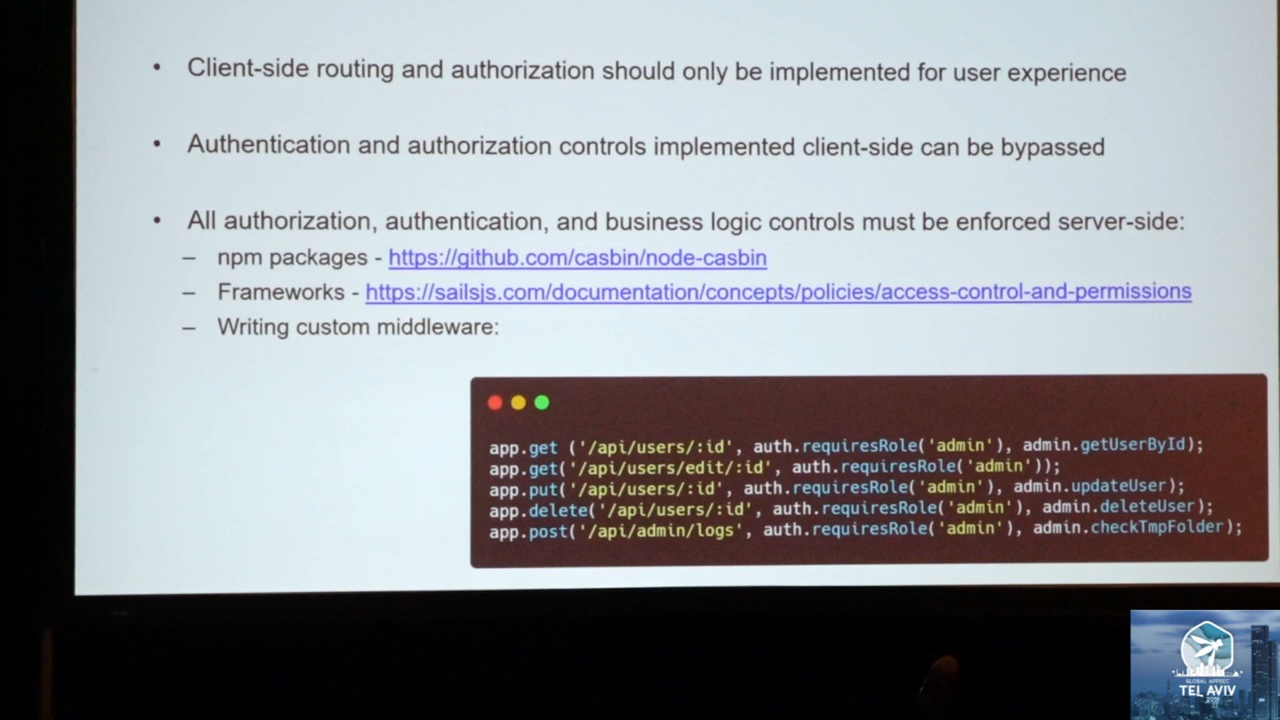 • Client-side routing and authorization should only be implemented for user experience
• Authentication and authorization controls implemented client-side can be bypassed
• All authorization, authentication, and business logic controls must be enforced server-side:
– npm packages - https://github.com/casbin/node-casbin
– Frameworks - https://sailsjs.com/documentation/concepts/policies/access-control-and-permissions
– Writing custom middleware:
app.get ('/api/users/:id', auth.requiresRole('admin'), admin.getUserById);
app.get('/api/users/edit/:id', auth.requiresRole('admin'));
app.put('/api/users/:id', auth.requiresRole('admin'), admin.updateUser);
app.delete('/api/users/:id', auth.requiresRole('admin'), admin.deleteUser);
app.post('/api/admin/logs', auth.requiresRole('admin'), admin.checkTmpFolder);
GLOBAL APPSEC
TEL AVIV